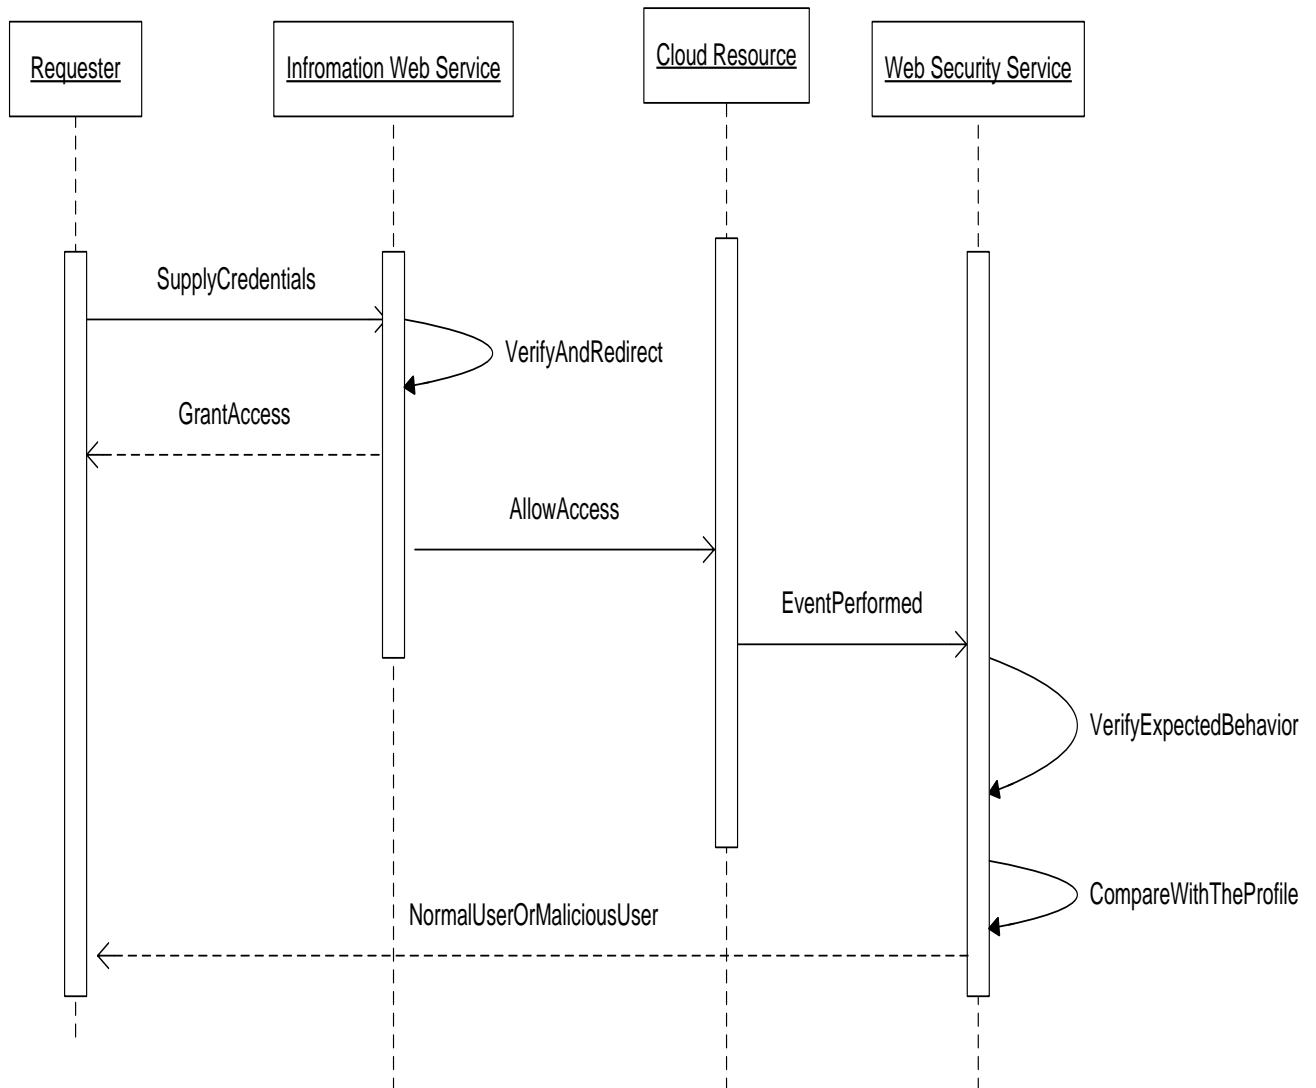 Requester
Infromation Web Service
Cloud Resource
Web Security Service
SupplyCredentials
VerifyAndRedirect
GrantAccess
AllowAccess
EventPerformed
VerifyExpectedBehavior
CompareWithTheProfile
NormalUserOrMaliciousUser